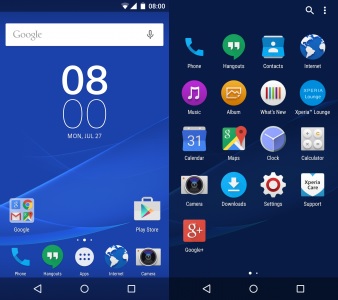 08:00
Google
08
00
MON, JUL 27
Google
Play Store
Phone
Hangouts
Apps
Internet
Camera
Phone
Hangouts
Contacts
Internet
XPERIA
Lounge
Music
Album
What's New
Xperia™ Lounge
31
Calendar
Maps
Clock
Calculator
Xperia
Care
Camera
Downloads
Settings
Support
g+
Google+